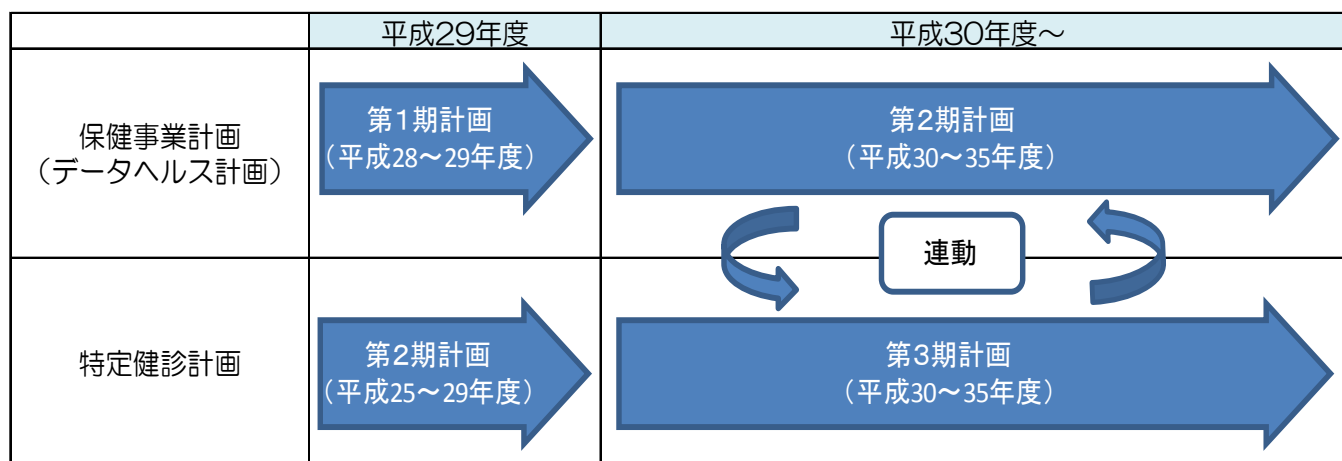 平成29年度
平成30年度～
保健事業計画
（データヘルス計画）
第１期計画
（平成28～29年度）
第２期計画
（平成30～35年度）
連動
特定健診計画
第２期計画
（平成25～29年度）
第３期計画
（平成30～35年度）